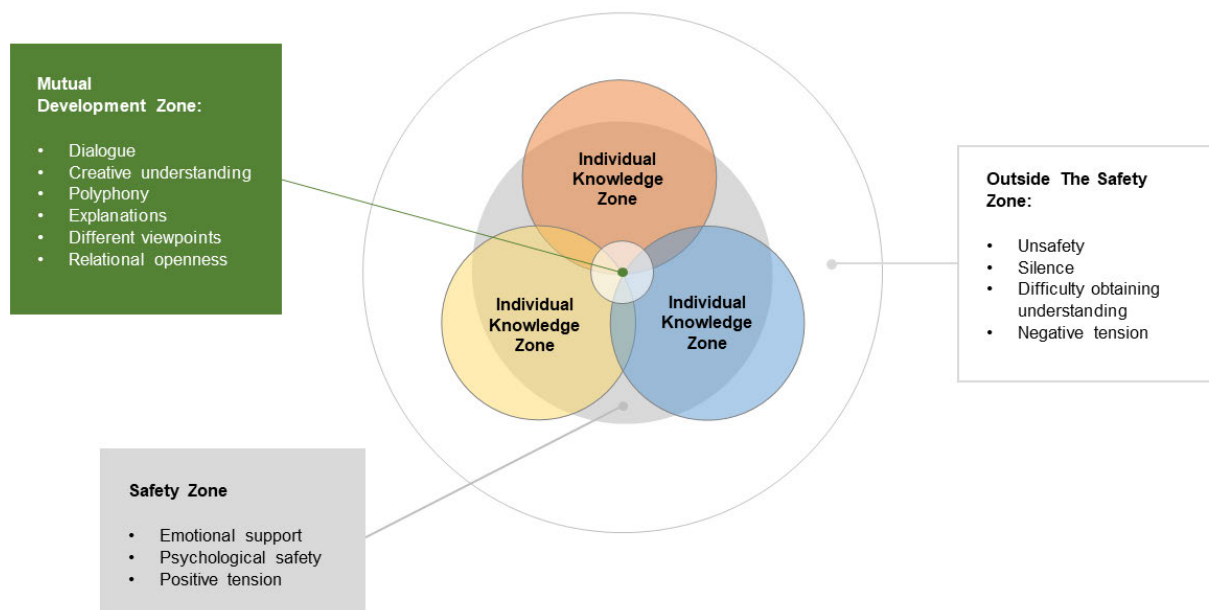 Mutual
Development Zone:
• Dialogue
• Creative understanding
• Polyphony
• Explanations
• Different viewpoints
• Relational openness
Individual
Knowledge
Zone
Individual
Knowledge
Zone
Individual
Knowledge
Zone
Outside The Safety
Zone:
• Unsafety
• Silence
• Difficulty obtaining
understanding
• Negative tension
Safety Zone
• Emotional support
• Psychological safety
• Positive tension